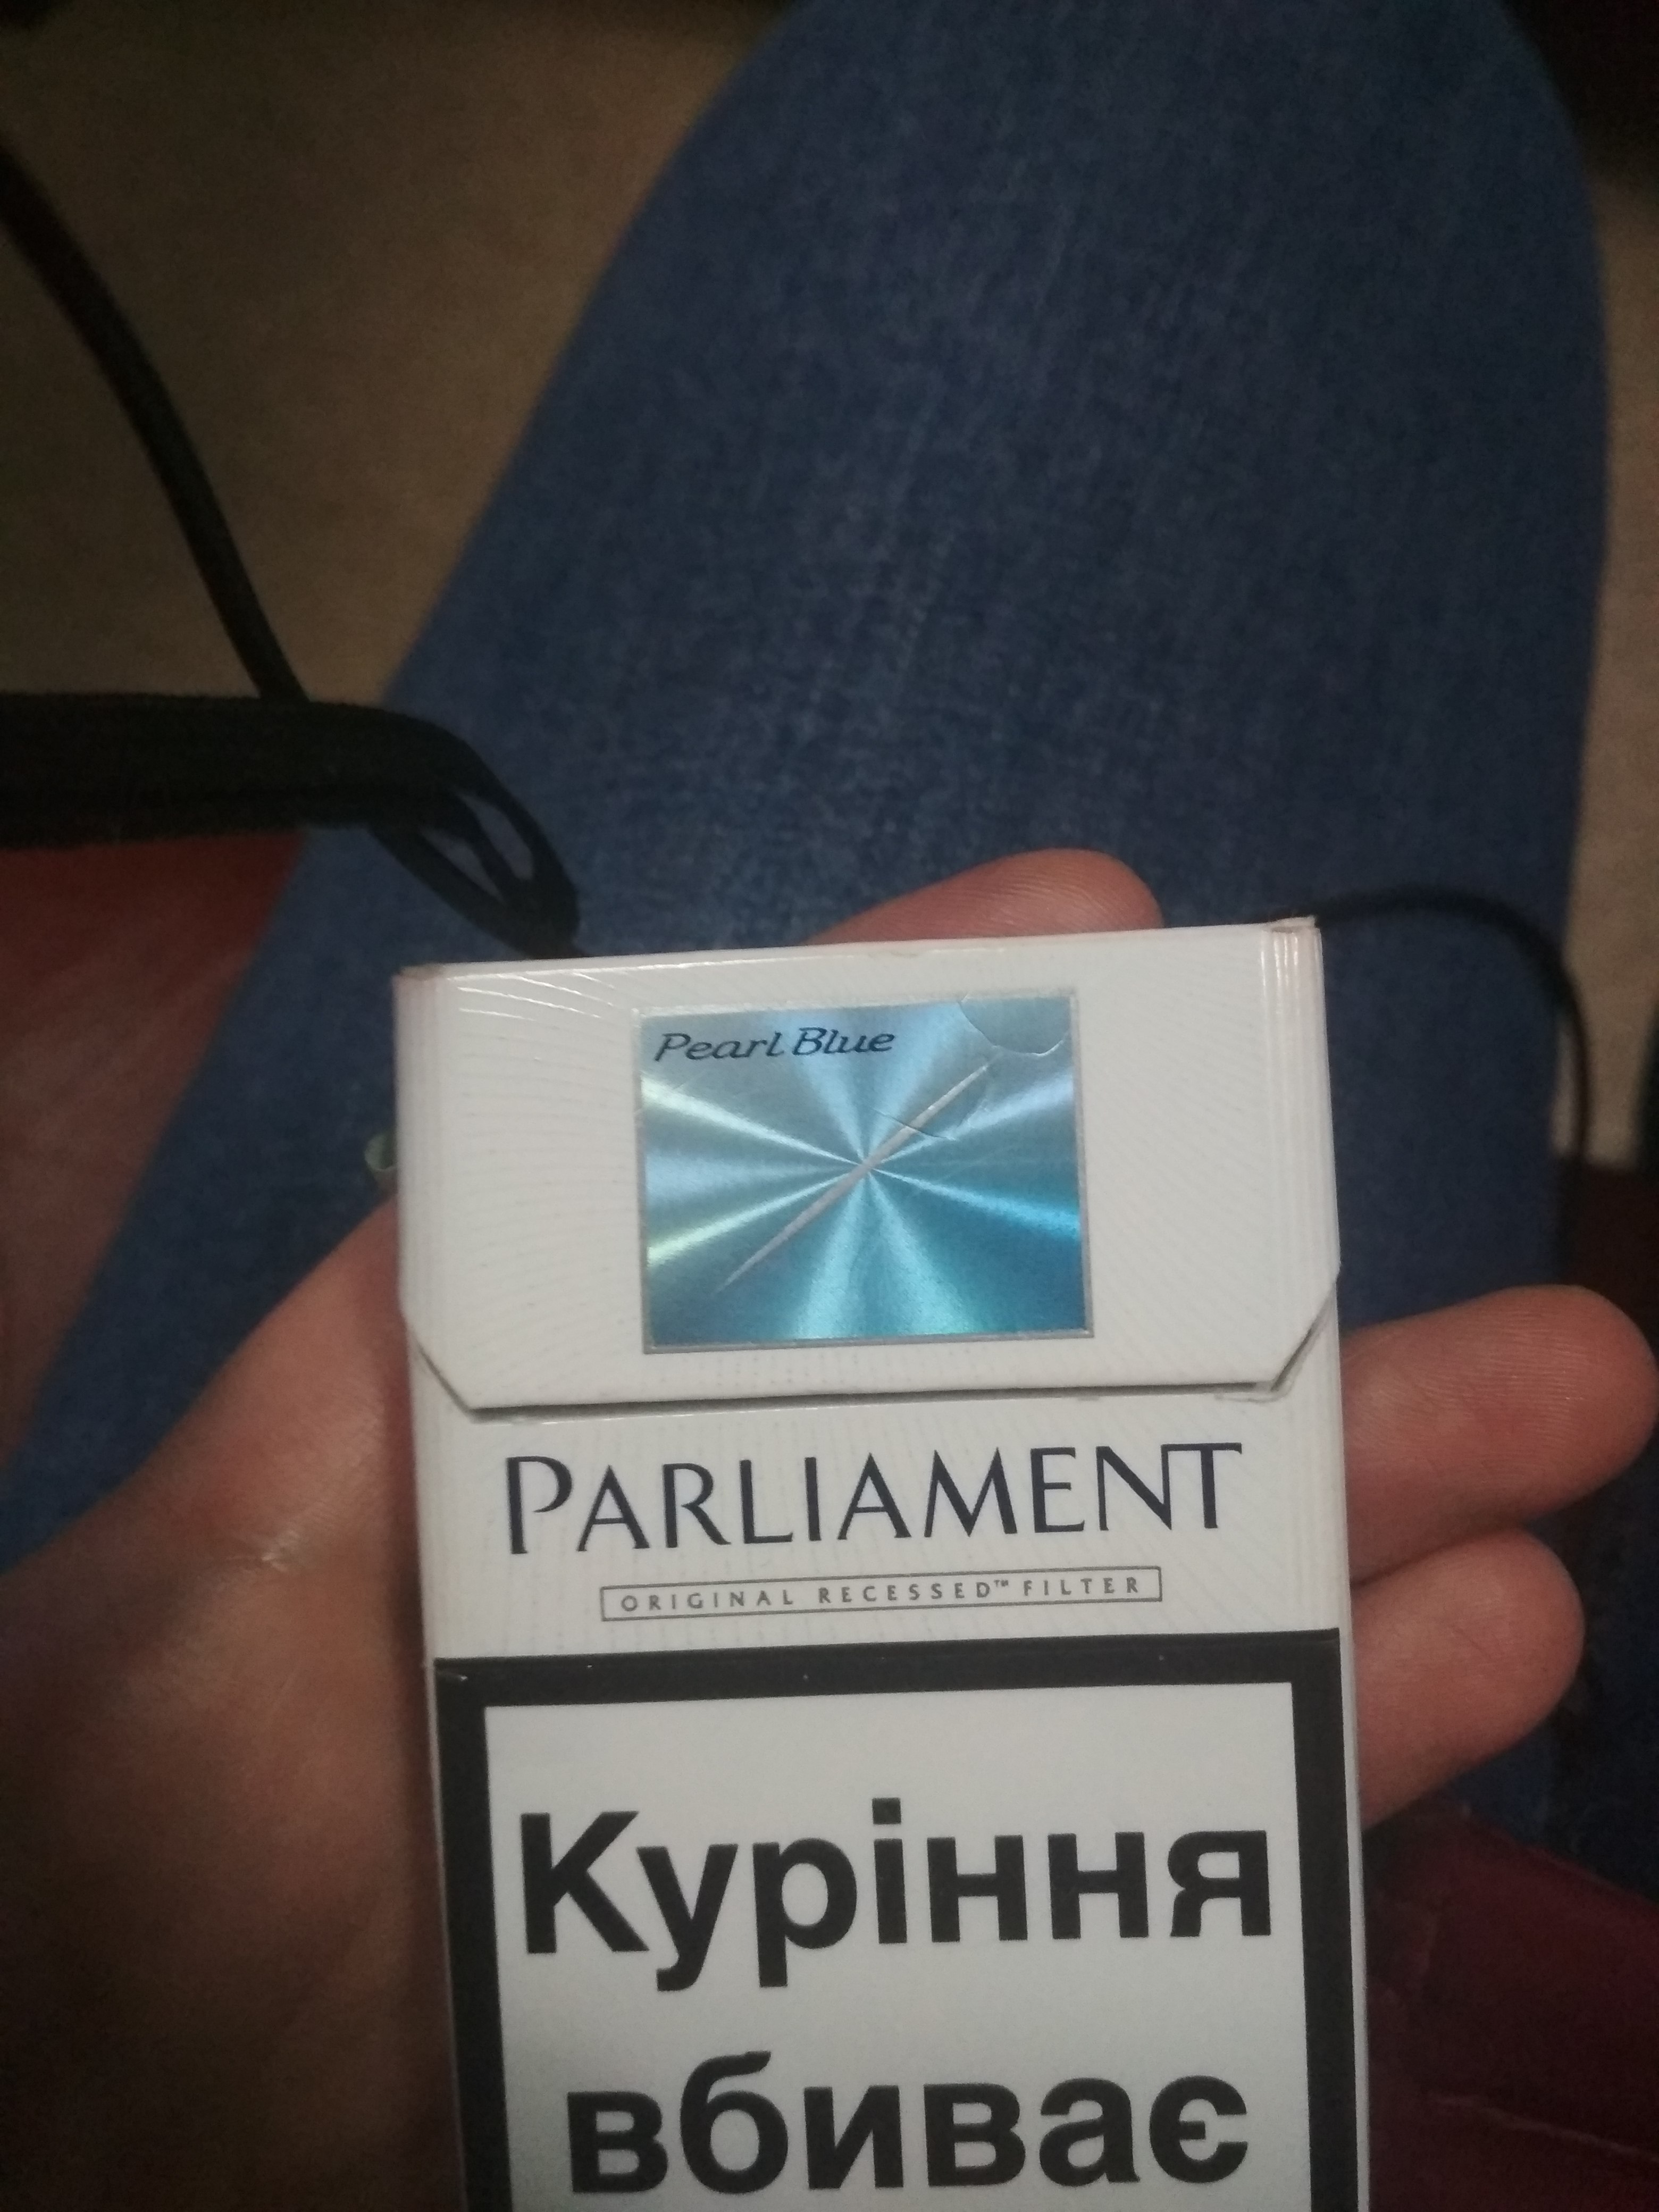 Pearl Blue
PARLIAMENT
ORIGINAL RECESSED™ FILTER
Куріння
вбиває